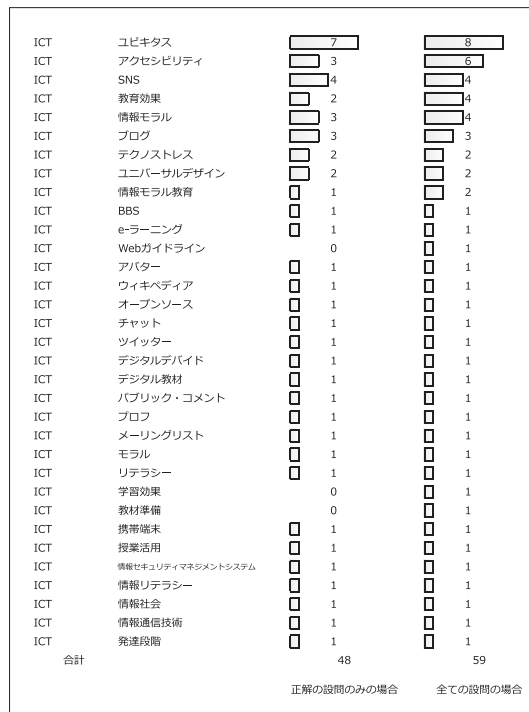 ICT ユビキタス 7 8
ICT アクセシビリティ 3 6
ICT SNS 4 4
ICT 教育効果 2 4
ICT 情報モラル 3 4
ICT ブログ 3 3
ICT テクノストレス 2 2
ICT ユニバーサルデザイン 2 2
ICT 情報モラル教育 1 2
ICT BBS 1 1
ICT e-ラーニング 1 1
ICT Webガイドライン 0 1
ICT アバター 1 1
ICT ウィキペディア 1 1
ICT オープンソース 1 1
ICT チャット 1 1
ICT ツイッター 1 1
ICT デジタルデバイド 1 1
ICT デジタル教材 1 1
ICT パブリック・コメント 1 1
ICT プロフ 1 1
ICT メーリングリスト 1 1
ICT モラル 1 1
ICT リテラシー 1 1
ICT 学習効果 0 1
ICT 教材準備 0 1
ICT 携帯端末 1 1
ICT 授業活用 1 1
ICT 情報セキュリティマネジメントシステム 1 1
ICT 情報リテラシー 1 1
ICT 情報社会 1 1
ICT 情報通信技術 1 1
ICT 発達段階 1 1
合計 48 59
正解の設問のみの場合 全ての設問の場合